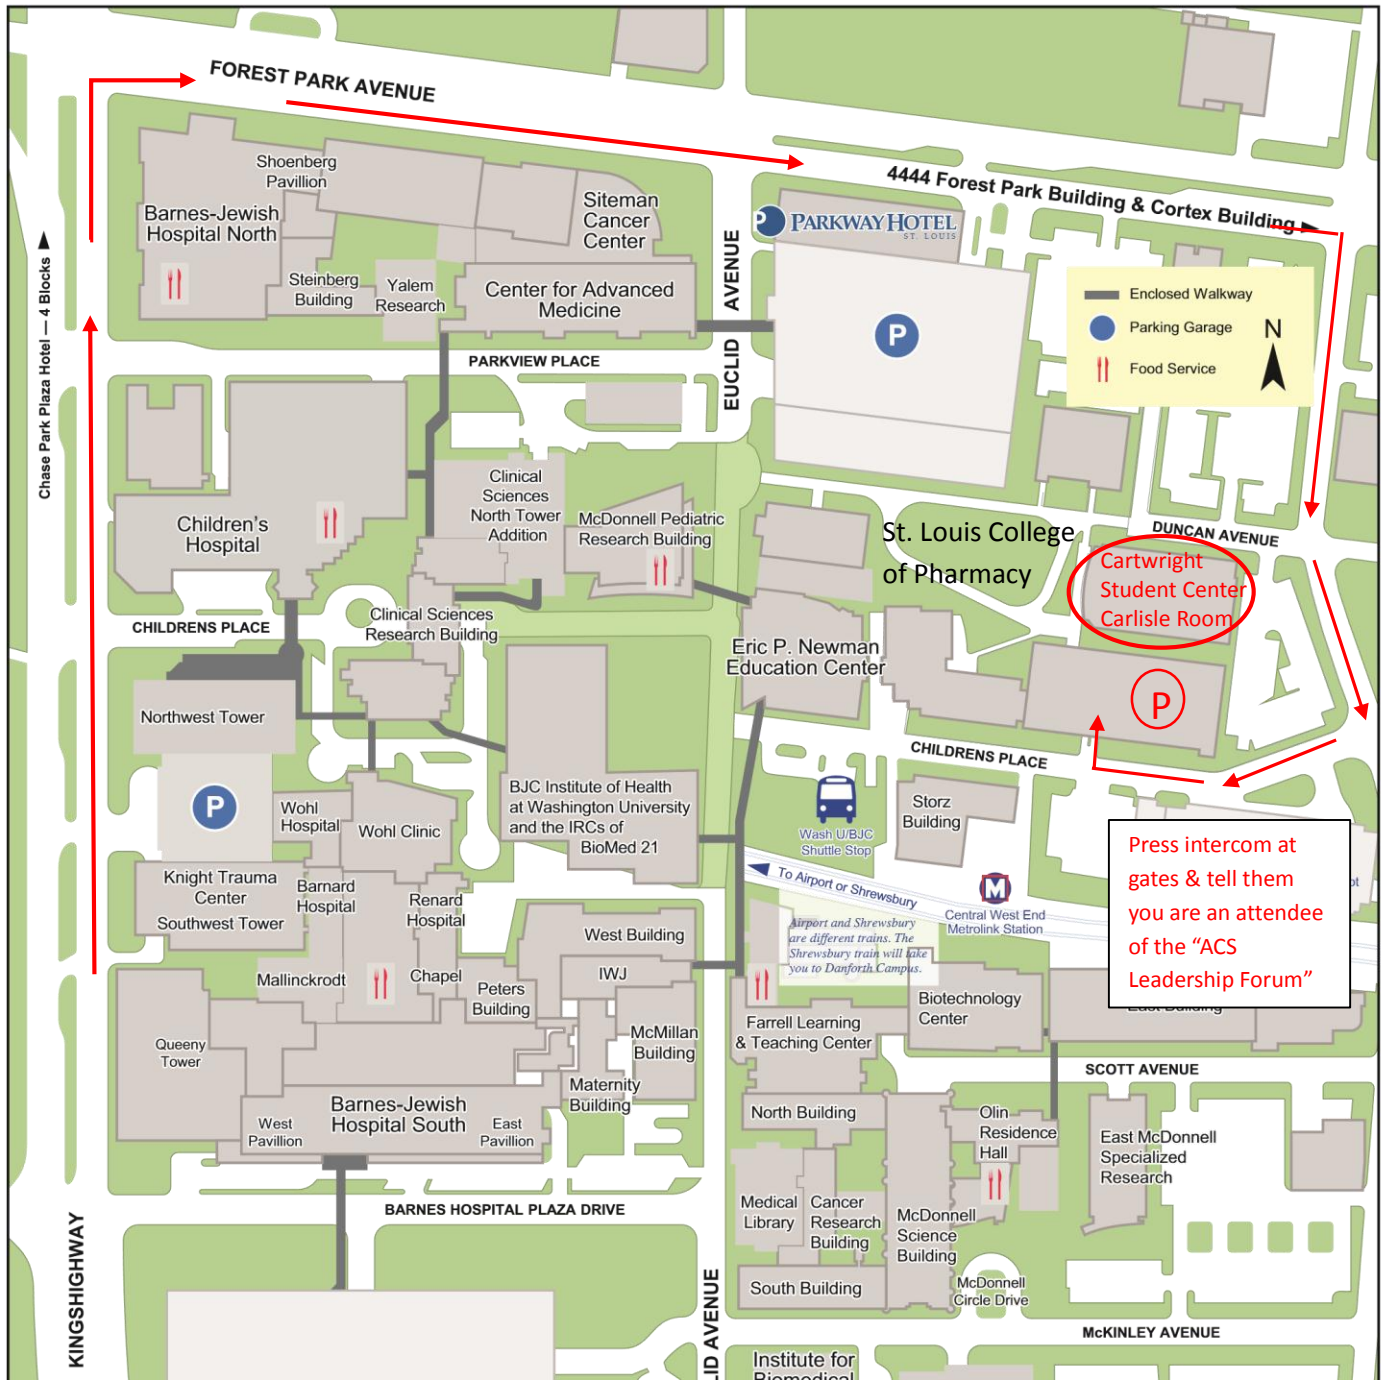 FOREST PARK AVENUE
4444 Forest Park Building & Cortex Building
Chase Park Plaza Hotel — 4 Blocks
Shoenberg
Pavillion
Barnes-Jewish
Hospital North
Steinberg
Building
Yalem
Research
Siteman
Cancer
Center
Center for Advanced
Medicine
EUCLID AVENUE
P PARKWAY HOTEL
ST. LOUIS
P
Enclosed Walkway
P Parking Garage
Food Service
N
PARKVIEW PLACE
Children's
Hospital
Clinical
Sciences
North Tower
Addition
McDonnell Pediatric
Research Building
St. Louis College
of Pharmacy
DUNCAN AVENUE
Cartwright
Student Center
Carlisle Room
CHILDRENS PLACE
Clinical Sciences
Research Building
Eric P. Newman
Education Center
P
Northwest Tower
CHILDRENS PLACE
P
Wohl
Hospital
Wohl Clinic
BJC Institute of Health
at Washington University
and the IRCs of
BioMed 21
Wash U/BJC
Shuttle Stop
Storz
Building
Press intercom at
gates & tell them
you are an attendee
of the “ACS
Leadership Forum”
Knight Trauma
Center
Southwest Tower
Barnard
Hospital
Renard
Hospital
To Airport or Shrewsbury
M
Central West End
Metrolink Station
Airport and Shrewsbury
are different trains. The
Shrewsbury train will take
you to Danforth Campus.
West Building
IWJ
Mallinckrodt
Chapel
Peters
Building
McMillan
Building
Maternity
Building
Queeny
Tower
Biotechnology
Center
East Building
Farrell Learning
& Teaching Center
SCOTT AVENUE
West
Pavillion
Barnes-Jewish
Hospital South
East
Pavillion
North Building
Olin
Residence
Hall
East McDonnell
Specialized
Research
Medical
Library
Cancer
Research
Building
McDonnell
Science
Building
BARNES HOSPITAL PLAZA DRIVE
South Building
McDonnell
Circle Drive
KINGSHIGHWAY
LID AVENUE
McKINLEY AVENUE
Institute for
Biomedical